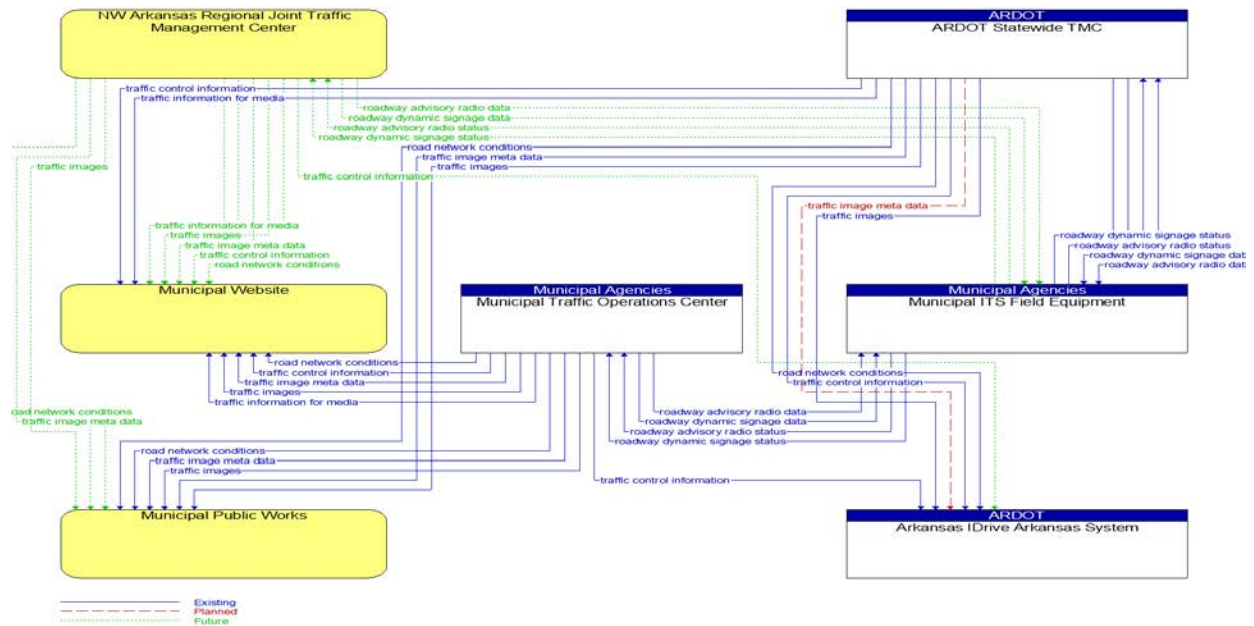 NW Arkansas Regional Joint Traffic
Management Center
ARDOT
ARDOT Statewide TMC
traffic control information
traffic information for media
roadway advisory radio data
roadway dynamic signage data
roadway advisory radio status
roadway dynamic signage status
road network conditions
traffic image meta data
traffic images
traffic images
traffic control information
traffic image meta data
traffic images
traffic information for media
traffic images
traffic image meta data
traffic control information
road network conditions
roadway dynamic signage status
roadway advisory radio status
roadway dynamic signage dat
roadway advisory radio dat
Municipal Website
Municipal Agencies
Municipal Traffic Operations Center
Municipal Agencies
Municipal ITS Field Equipment
road network conditions
traffic control information
traffic image meta data
traffic images
traffic information for media
road network conditions
traffic control information
oad network conditions
traffic image meta data
roadway advisory radio data
roadway dynamic signage data
roadway advisory radio status
roadway dynamic signage status
road network conditions
traffic image meta data
traffic images
traffic control information
Municipal Public Works
ARDOT
Arkansas IDrive Arkansas System
Existing
Planned
Future